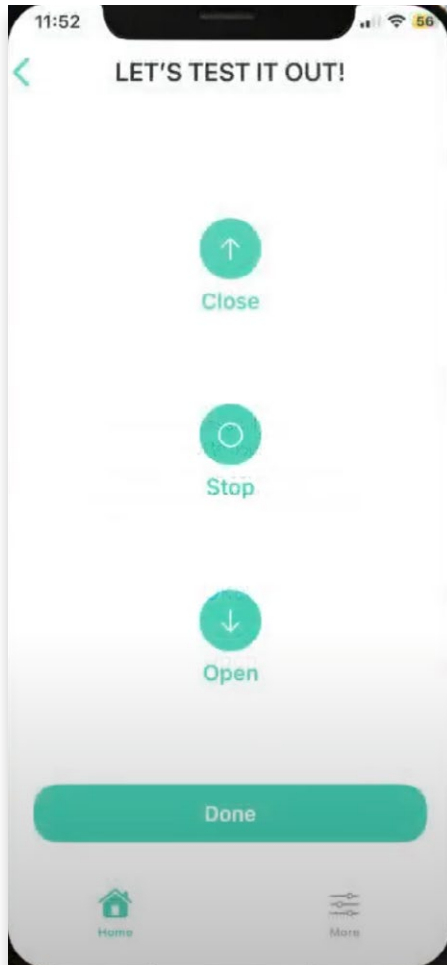 11:52
56
LET'S TEST IT OUT!
Close
Stop
Open
Done
Home
More